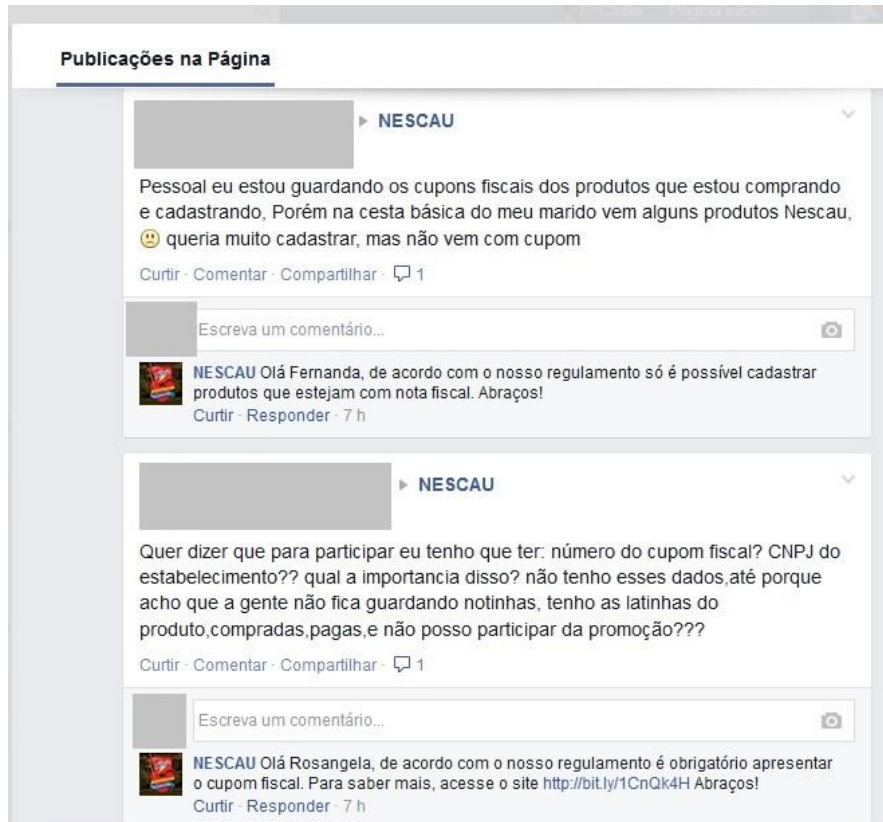 Cintia Página inicial
Publicações na Página
NESCAU
Pessoal eu estou guardando os cupons fiscais dos produtos que estou comprando
e cadastrando, Porém na cesta básica do meu marido vem alguns produtos Nescau,
queria muito cadastrar, mas não vem com cupom
Curtir · Comentar · Compartilhar · 1
Escreva um comentário...
NESCAU Olá Fernanda, de acordo com o nosso regulamento só é possível cadastrar
produtos que estejam com nota fiscal. Abraços!
Curtir · Responder · 7 h
NESCAU
Quer dizer que para participar eu tenho que ter: número do cupom fiscal? CNPJ do
estabelecimento?? qual a importancia disso? não tenho esses dados,até porque
acho que a gente não fica guardando notinhas, tenho as latinhas do
produto,compradas,pagas,e não posso participar da promoção???
Curtir · Comentar · Compartilhar · 1
Escreva um comentário...
NESCAU Olá Rosangela, de acordo com o nosso regulamento é obrigatório apresentar
o cupom fiscal. Para saber mais, acesse o site http://bit.ly/1CnQk4H Abraços!
Curtir · Responder · 7 h